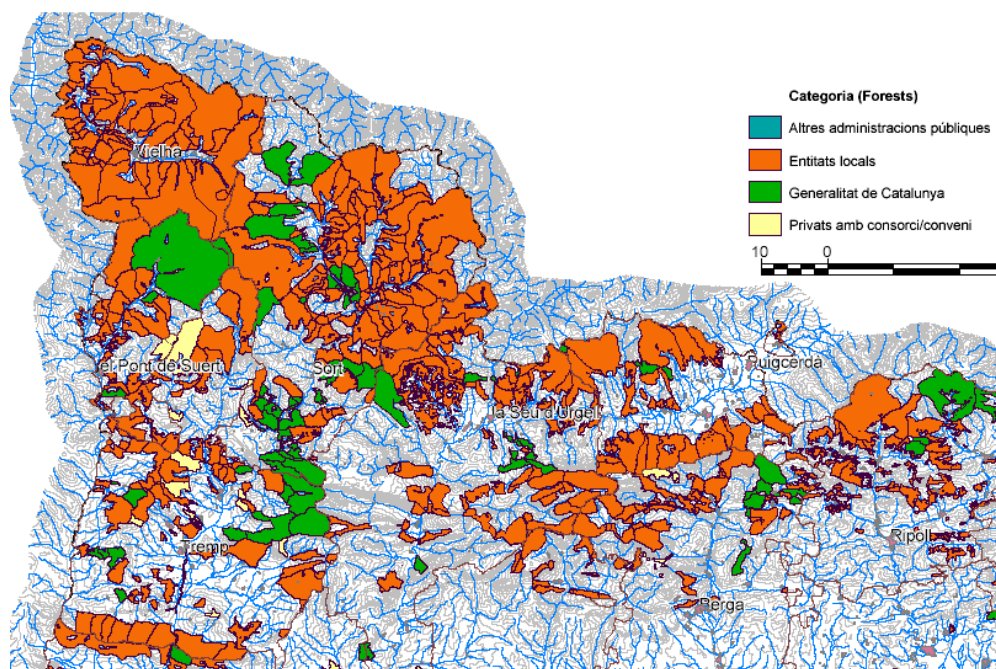 Categoria (Forests)
Altres administracions públiques
Entitats locals
Generalitat de Catalunya
Privats amb consorci/conveni
10 0
Vielha
el Pont de Suert
Sort
Puigcerdà
la Seu d'Urgell
Tremp
Ripoll
Berga